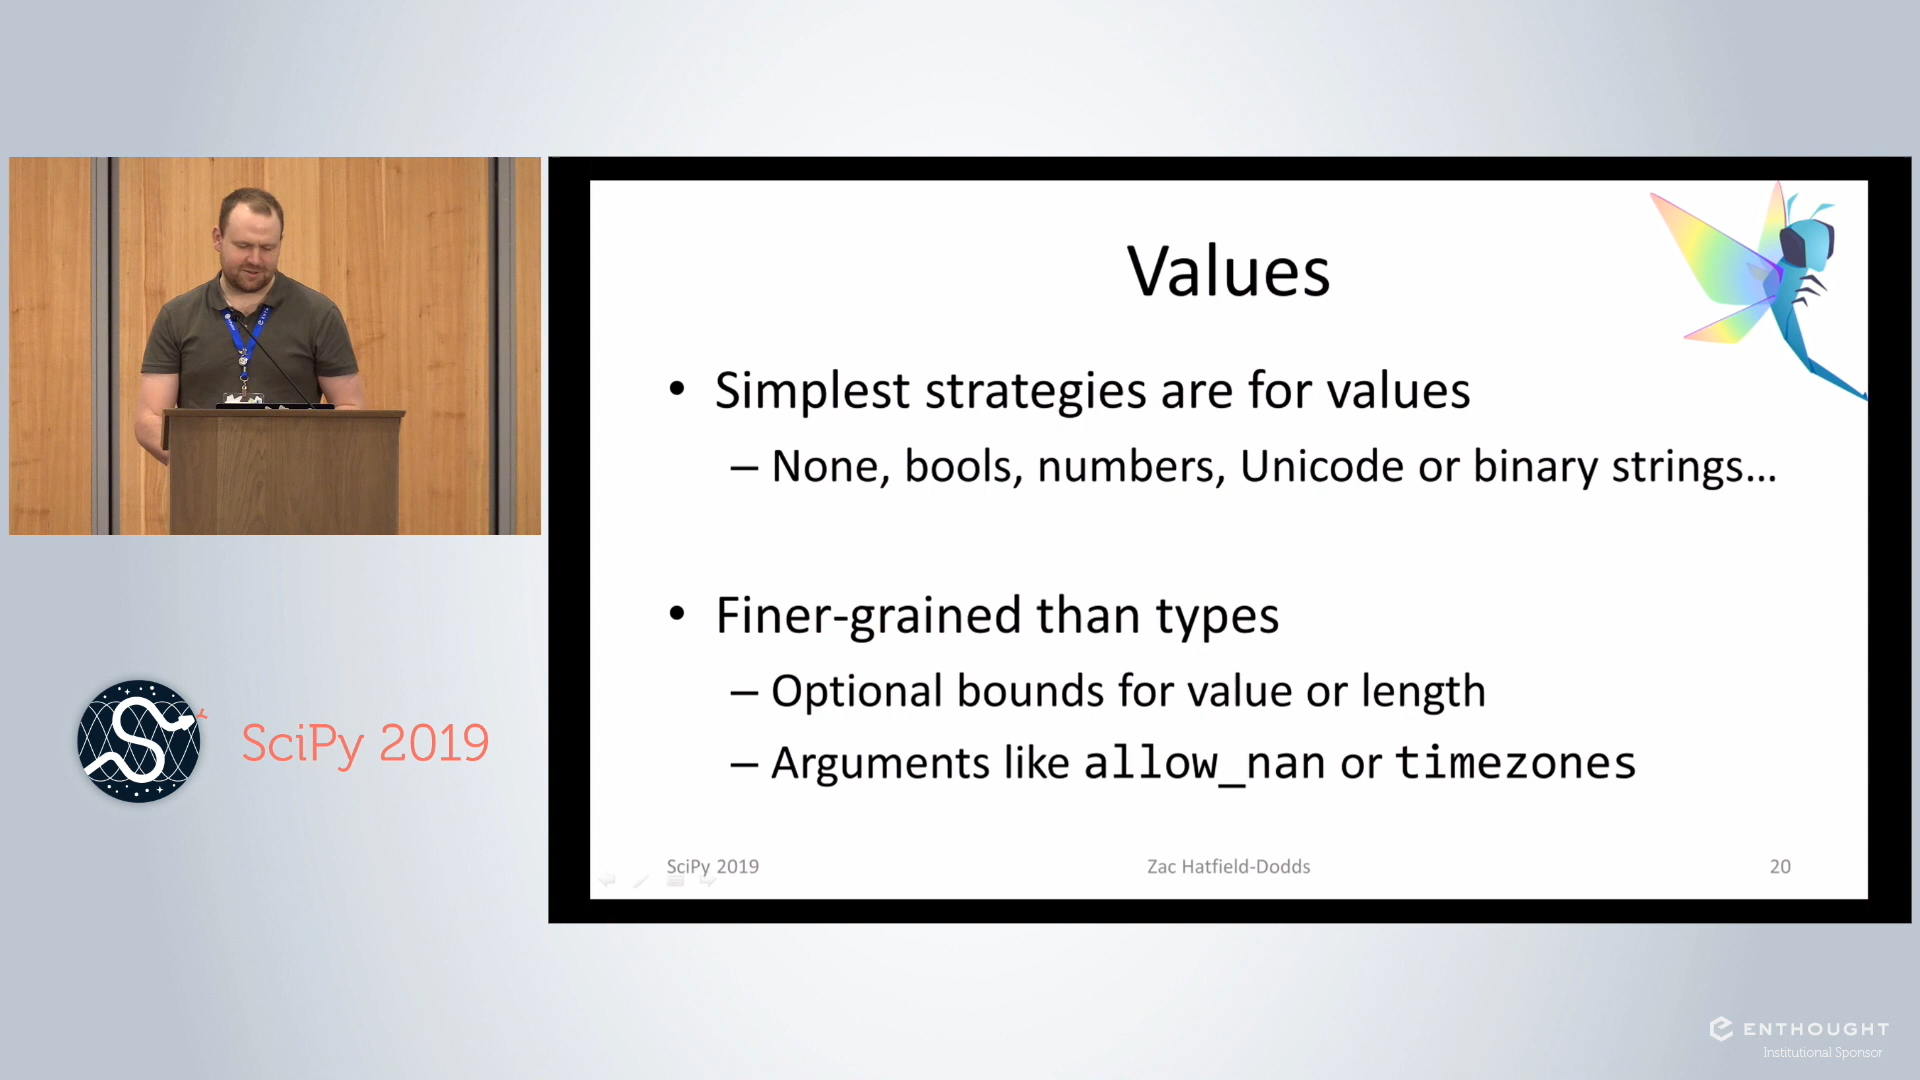 Values
• Simplest strategies are for values
– None, bools, numbers, Unicode or binary strings…
• Finer-grained than types
– Optional bounds for value or length
– Arguments like allow_nan or timezones
SciPy 2019
Zac Hatfield-Dodds
20
SciPy 2019
ENTHOUGHT
Institutional Sponsor